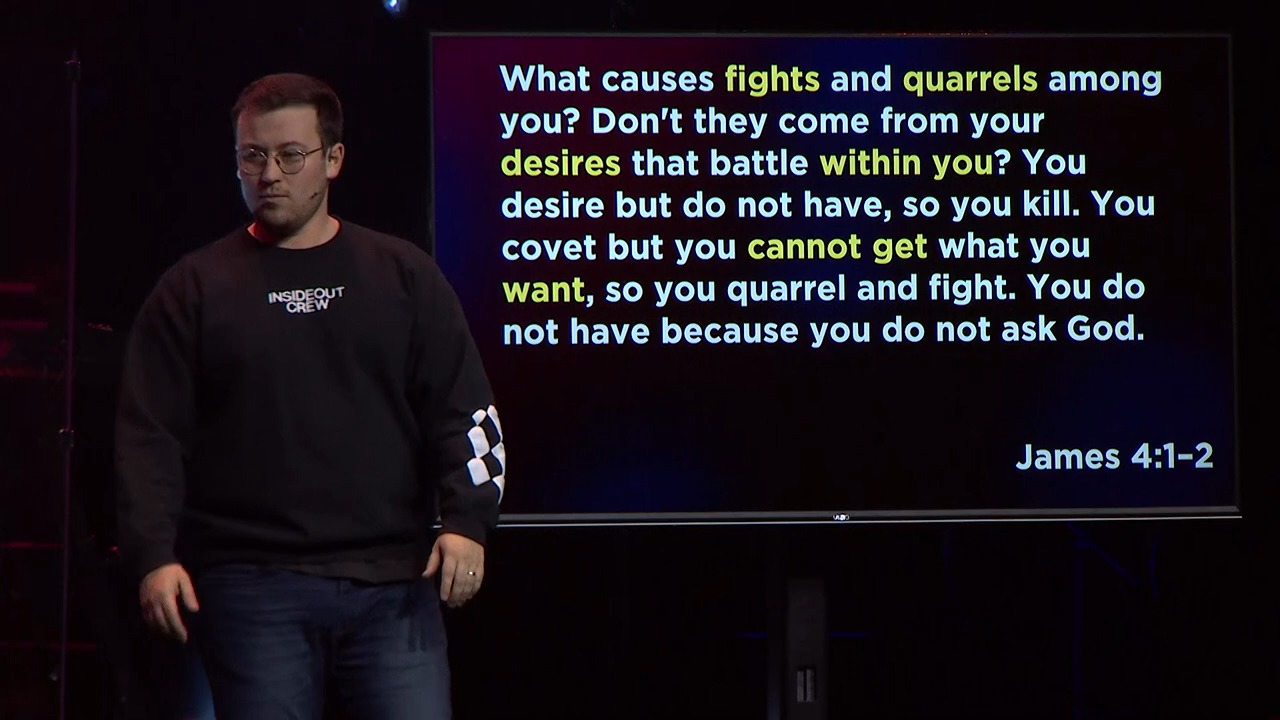 What causes fights and quarrels among
you? Don't they come from your
desires that battle within you? You
desire but do not have, so you kill. You
covet but you cannot get what you
want, so you quarrel and fight. You do
not have because you do not ask God.
James 4:1–2
INSIDEOUT
CREW
VIZIO